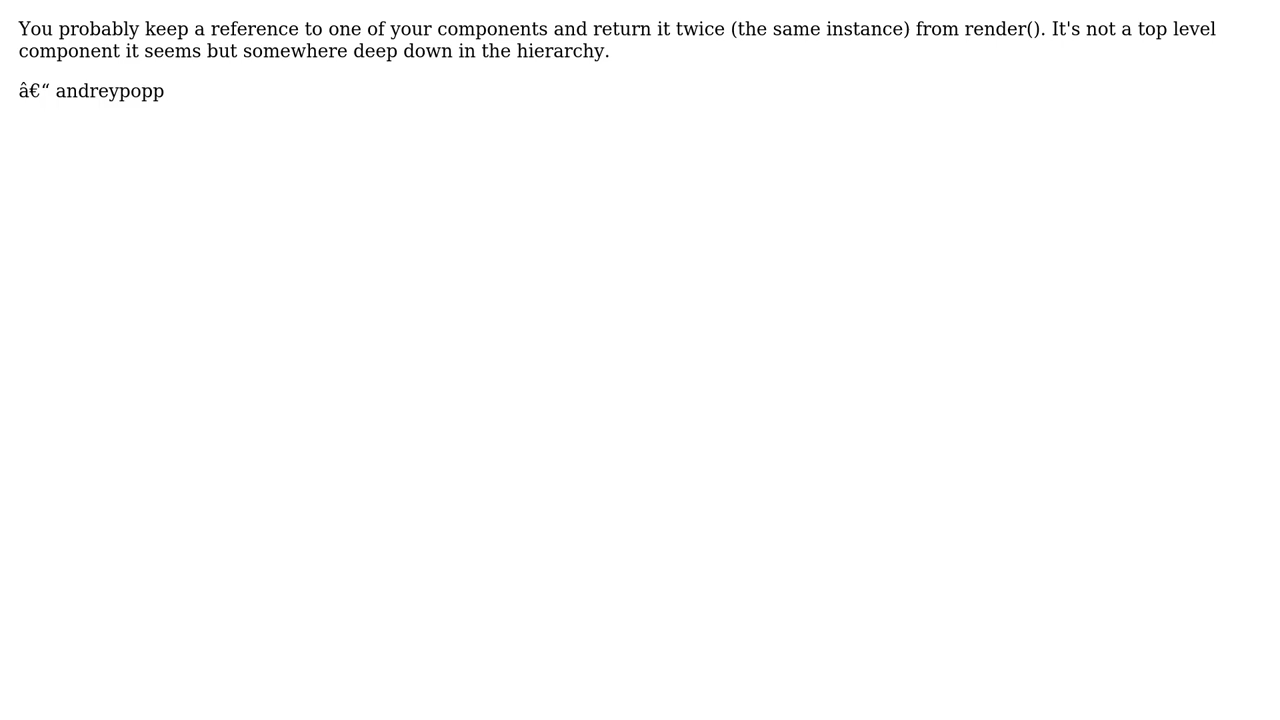 You probably keep a reference to one of your components and return it twice (the same instance) from render(). It's not a top level
component it seems but somewhere deep down in the hierarchy.
â€“ andreypopp